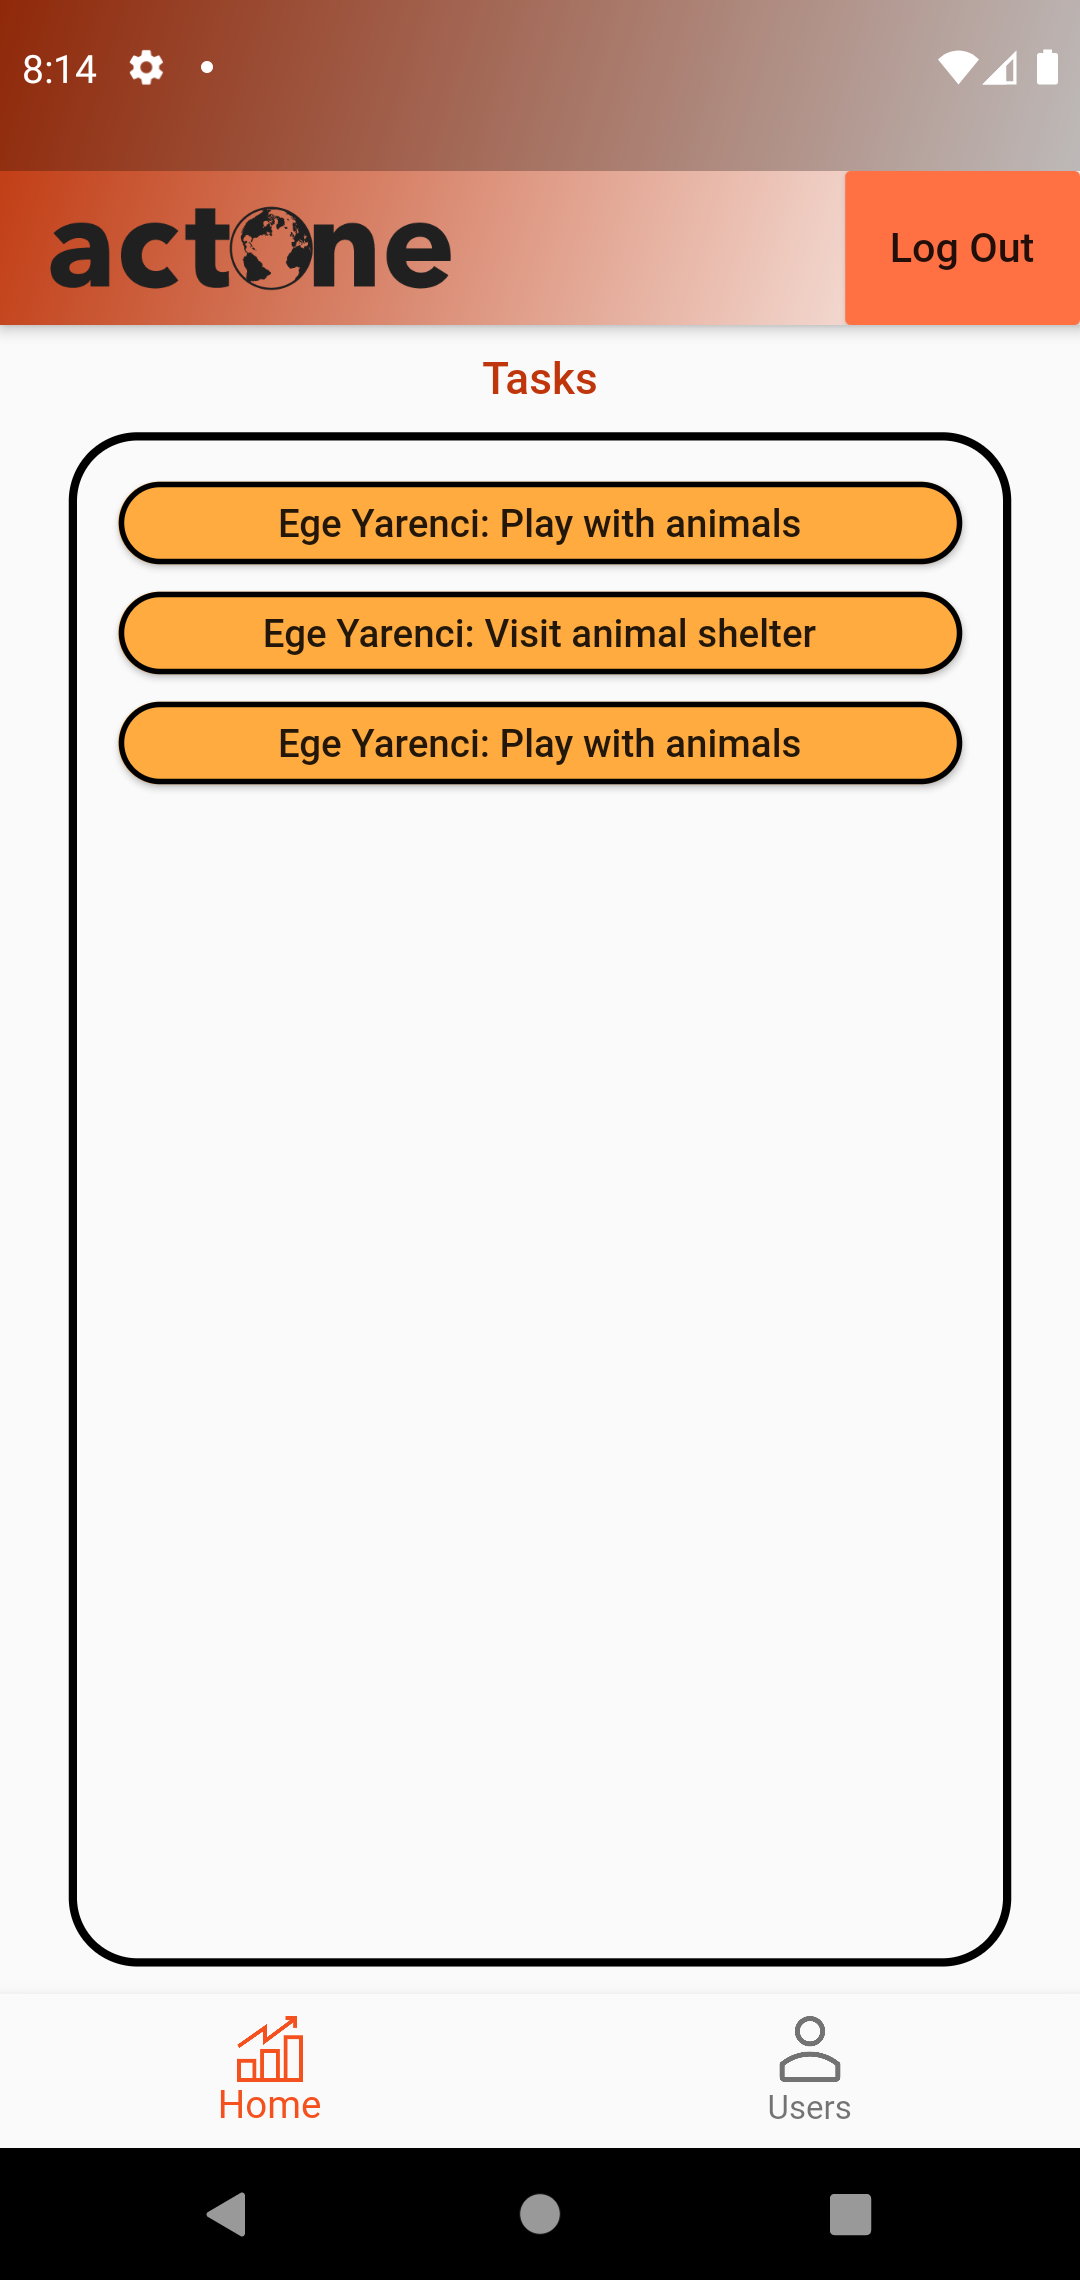 8:14
actone
Log Out
Tasks
Ege Yarenci: Play with animals
Ege Yarenci: Visit animal shelter
Ege Yarenci: Play with animals
Home
Users